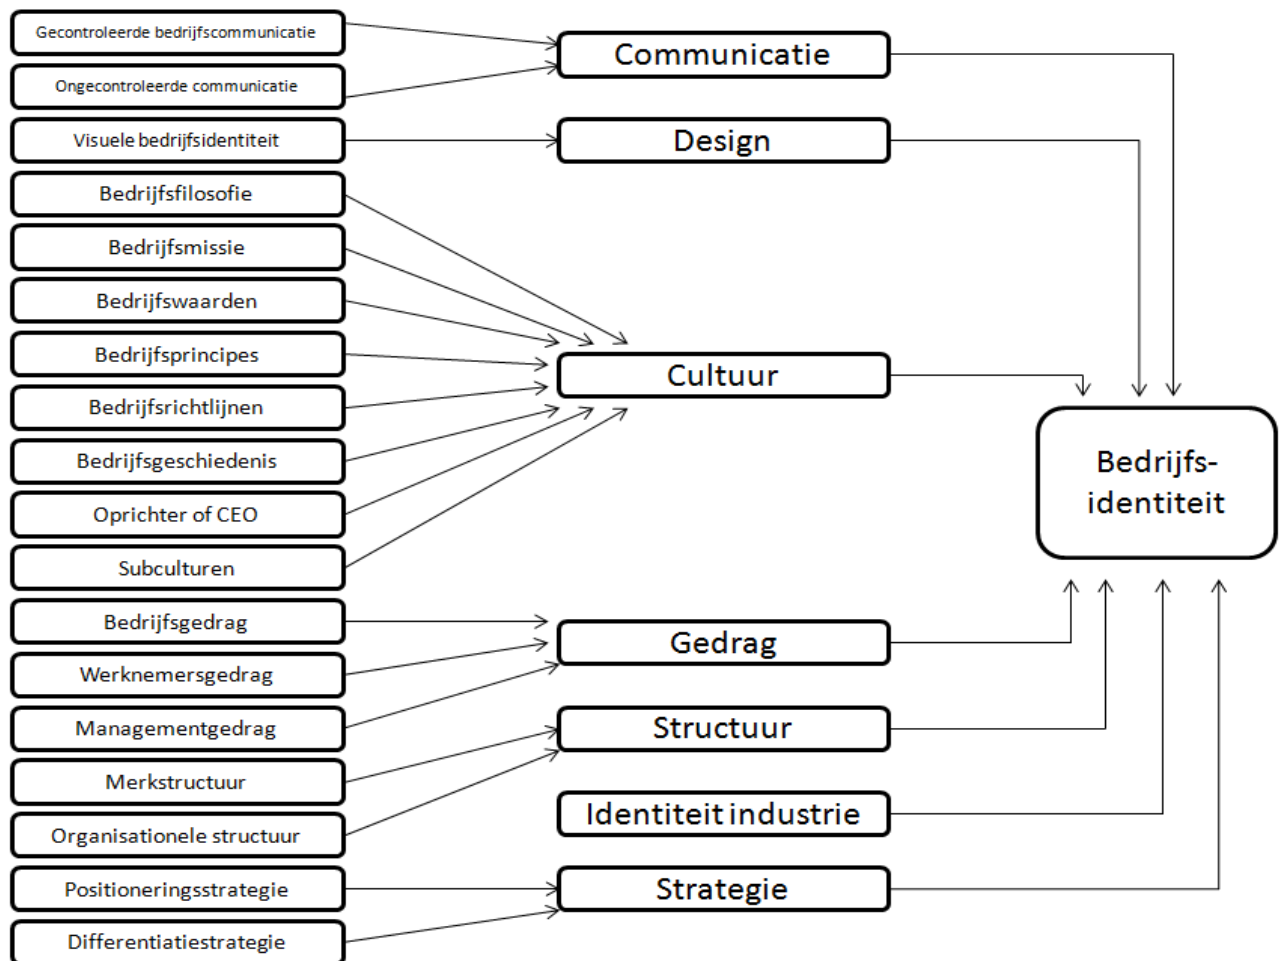 Gecontroleerde bedrijfscommunicatie
Ongecontroleerde communicatie
Visuele bedrijfsidentiteit
Bedrijfsfilosofie
Bedrijfsmissie
Bedrijfswaarden
Bedrijfsprincipes
Bedrijfsrichtlijnen
Bedrijfsgeschiedenis
Oprichter of CEO
Subculturen
Bedrijfsgedrag
Werknemersgedrag
Managementgedrag
Merkstructuur
Organisationele structuur
Positioneringsstrategie
Differentiatiestrategie
Communicatie
Design
Cultuur
Gedrag
Structuur
Identiteit industrie
Strategie
Bedrijfs-
identiteit